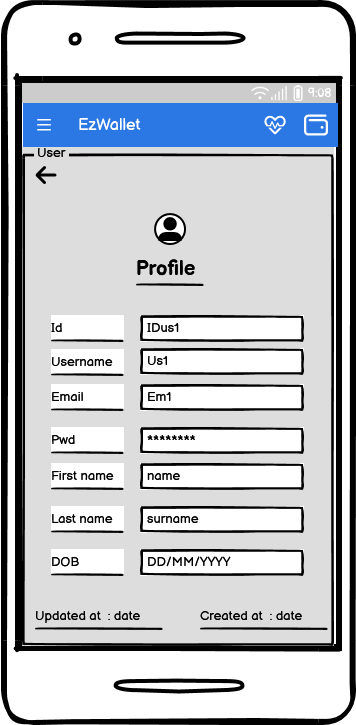 9:08
EzWallet
User
Profile
Id IDus1
Username Us1
Email Em1
Pwd ********
First name name
Last name surname
DOB DD/MM/YYYY
Updated at : date Created at : date